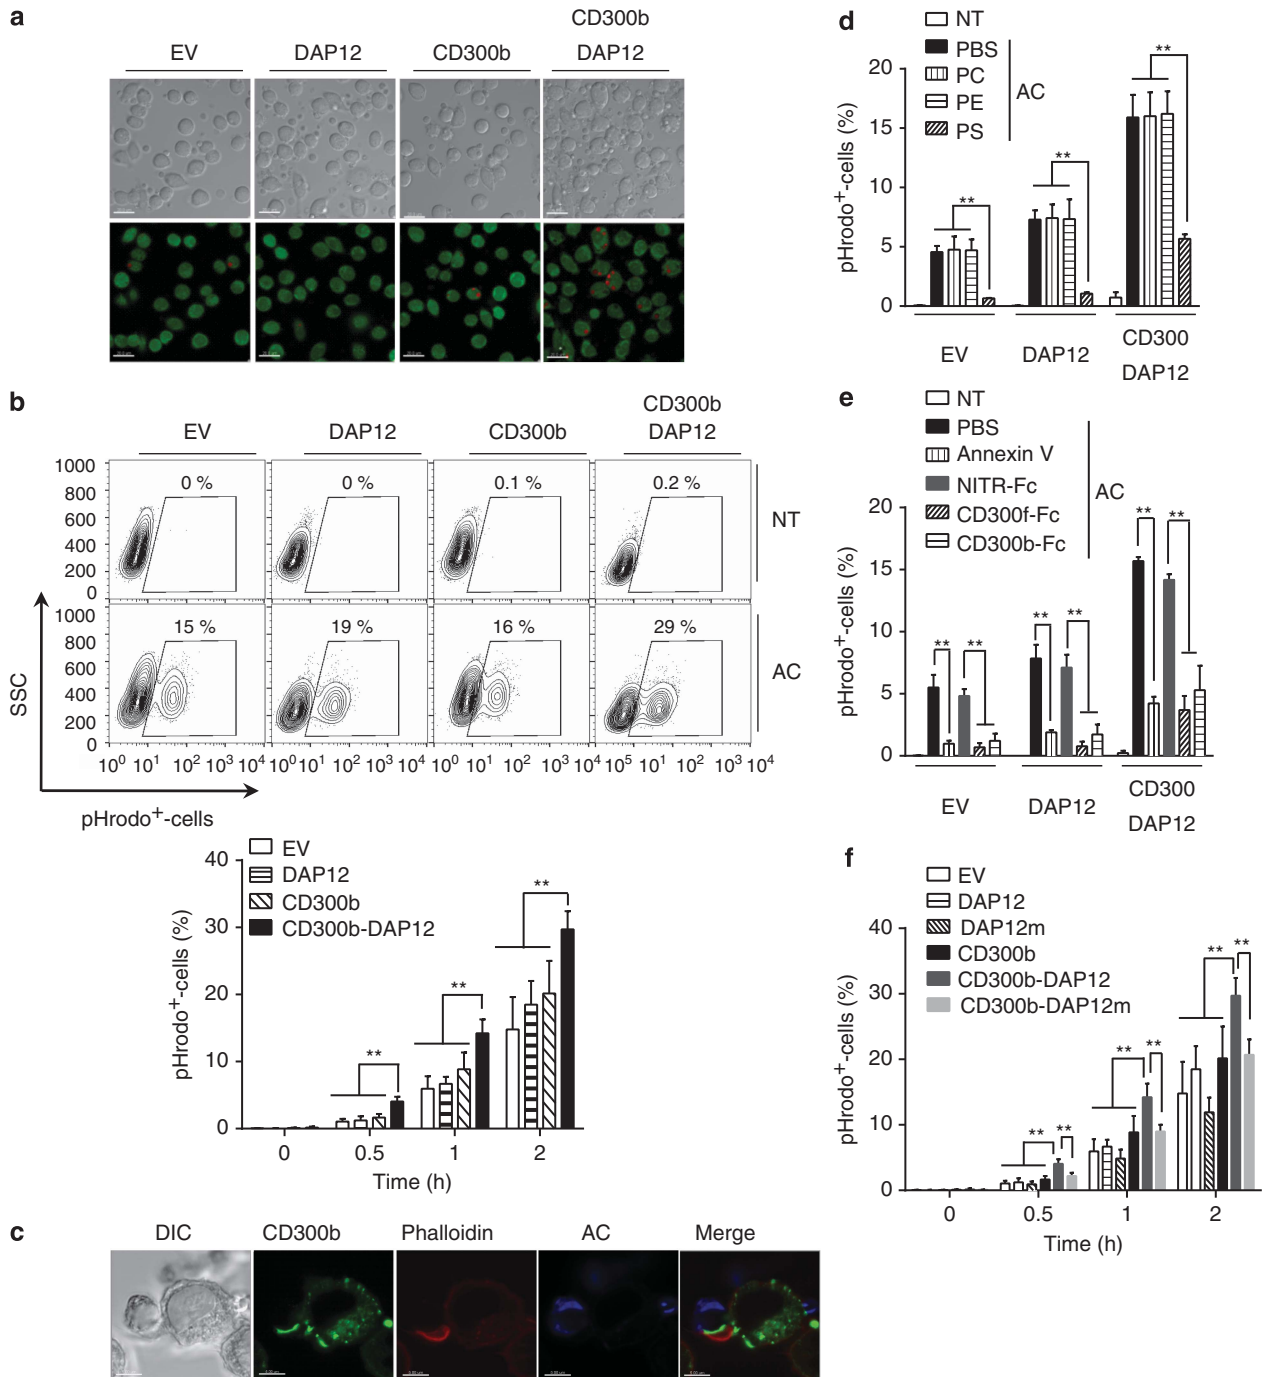 a
EV
DAP12
CD300b
CD300b
DAP12
b
EV
DAP12
CD300b
CD300b
DAP12
1000
800
600
400
200
0
0 %
0 %
0.1 %
0.2 %
NT
1000
800
600
400
200
0
15 %
19 %
16 %
29 %
AC
SSC
10⁰ 10¹ 10² 10³ 10⁴
10⁰ 10¹ 10² 10³ 10⁴
10⁰ 10¹ 10² 10³ 10⁴
10⁵ 10¹ 10² 10³ 10⁴
pHrodo⁺-cells
EV
DAP12
CD300b
CD300b-DAP12
pHrodo⁺-cells (%)
40
30
20
10
0
**
**
**
0 0.5 1 2
Time (h)
c
DIC
CD300b
Phalloidin
AC
Merge
d
NT
PBS
PC
PE
PS
AC
pHrodo⁺-cells (%)
20
15
10
5
0
**
**
**
EV
DAP12
CD300
DAP12
e
NT
PBS
Annexin V
NITR-Fc
CD300f-Fc
CD300b-Fc
AC
pHrodo⁺-cells (%)
20
15
10
5
0
** **
** **
** **
EV
DAP12
CD300
DAP12
f
EV
DAP12
DAP12m
CD300b
CD300b-DAP12
CD300b-DAP12m
pHrodo⁺-cells (%)
40
30
20
10
0
** **
** **
** **
0 0.5 1 2
Time (h)